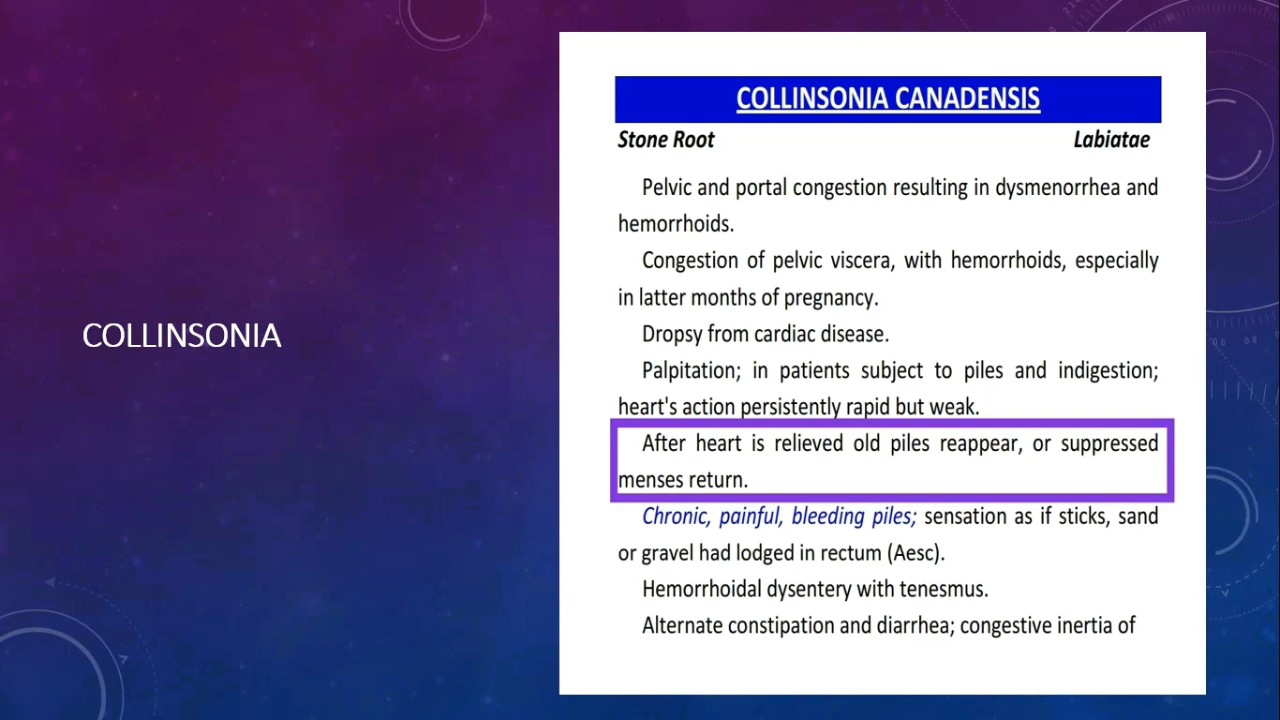 COLLINSONIA
COLLINSONIA CANADENSIS
Stone Root Labiatae
Pelvic and portal congestion resulting in dysmenorrhea and
hemorrhoids.
Congestion of pelvic viscera, with hemorrhoids, especially
in latter months of pregnancy.
Dropsy from cardiac disease.
Palpitation; in patients subject to piles and indigestion;
heart's action persistently rapid but weak.
After heart is relieved old piles reappear, or suppressed
menses return.
Chronic, painful, bleeding piles; sensation as if sticks, sand
or gravel had lodged in rectum (Aesc).
Hemorrhoidal dysentery with tenesmus.
Alternate constipation and diarrhea; congestive inertia of